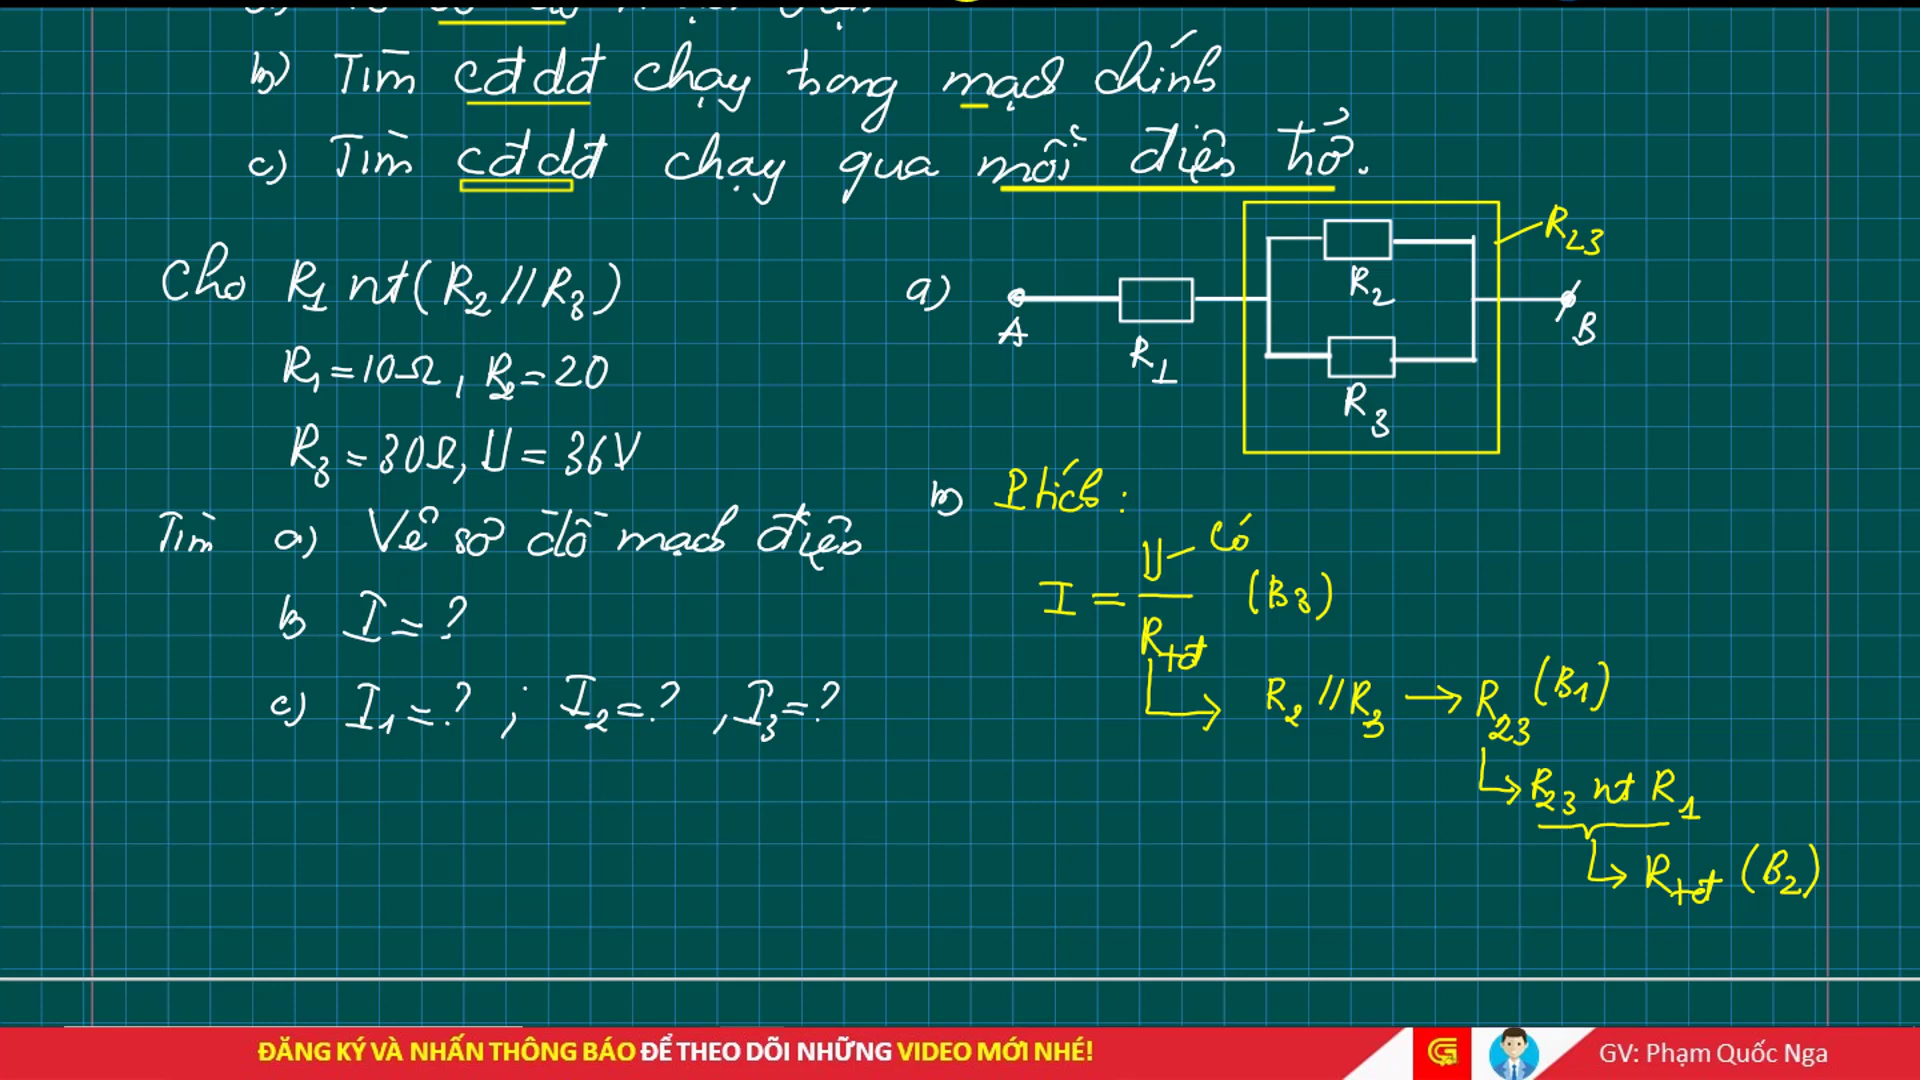 b) Tìm cđdđ chạy trong mạch chính
c) Tìm cđdđ chạy qua mỗi điện trở.
Cho R1 nt (R2 // R3)
R1 = 10Ω, R2 = 20
R3 = 30Ω, U = 36V
Tìm a) Vẽ sơ đồ mạch điện
b I = ?
c) I1 = ? ; I2 = ? , I3 = ?
a)
A
R1
R2
R3
R23
B
b) Ptích :
I = U/Rtđ (B3)
Có
R2 // R3 → R23 (B1)
R23 nt R1
Rtđ (B2)
ĐĂNG KÝ VÀ NHẤN THÔNG BÁO ĐỂ THEO DÕI NHỮNG VIDEO MỚI NHÉ!
GV: Phạm Quốc Nga